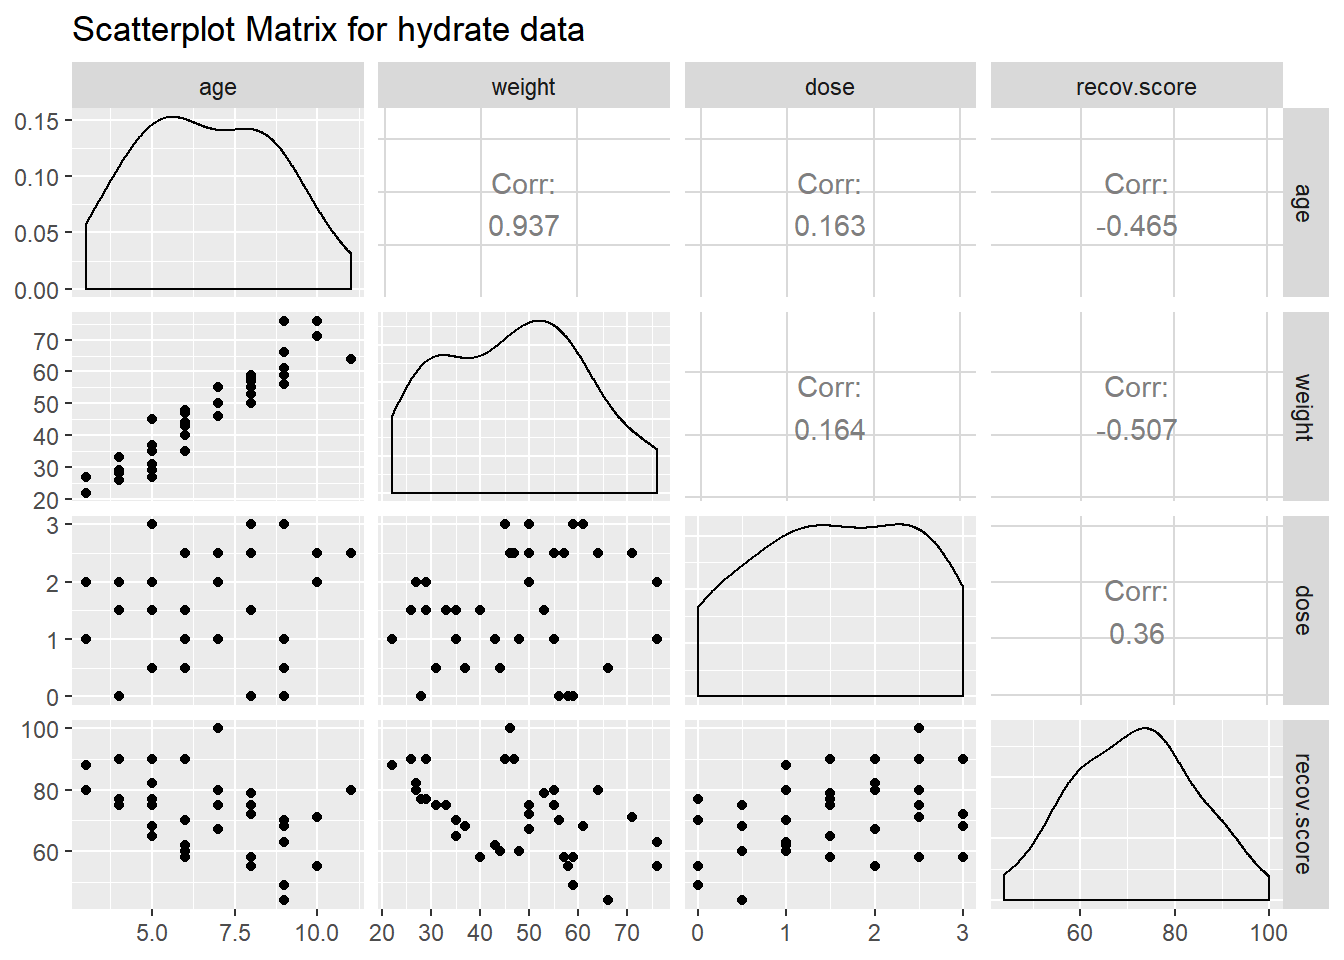 Scatterplot Matrix for hydrate data
age weight dose recov.score
0.15
0.10
0.05
0.00
Corr:
0.937
Corr:
0.163
Corr:
-0.465
age
70
60
50
40
30
20
Corr:
0.164
Corr:
-0.507
weight
3
2
1
0
Corr:
0.36
dose
100
80
60
recov.score
5.0 7.5 10.0 20 30 40 50 60 70 0 1 2 3 60 80 100